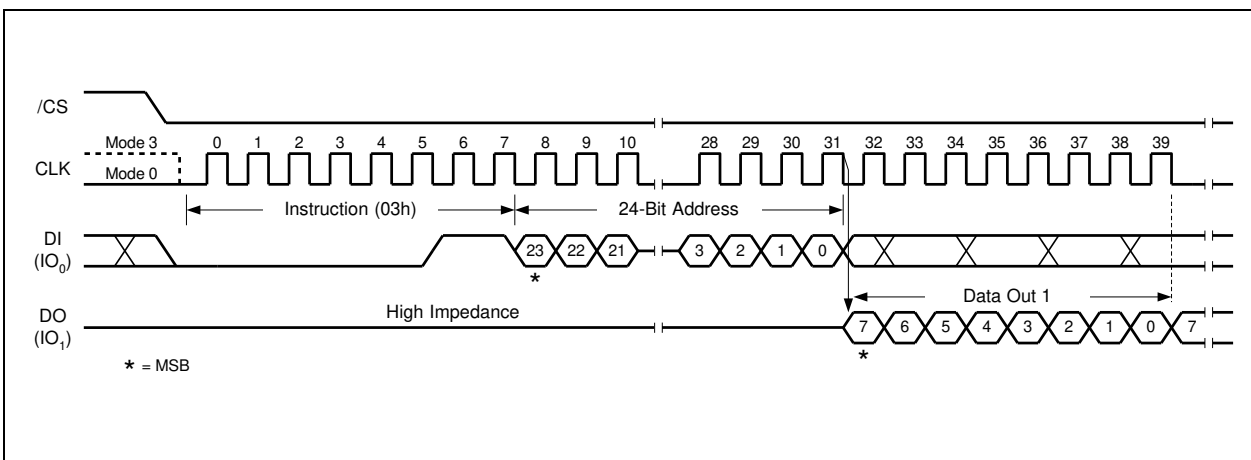 /CS
Mode 3 0 1 2 3 4 5 6 7 8 9 10 28 29 30 31 32 33 34 35 36 37 38 39
CLK
Mode 0
Instruction (03h) 24-Bit Address
DI
(IO0)
23 22 21 3 2 1 0
*
High Impedance Data Out 1
DO
(IO1)
7 6 5 4 3 2 1 0 7
*
* = MSB